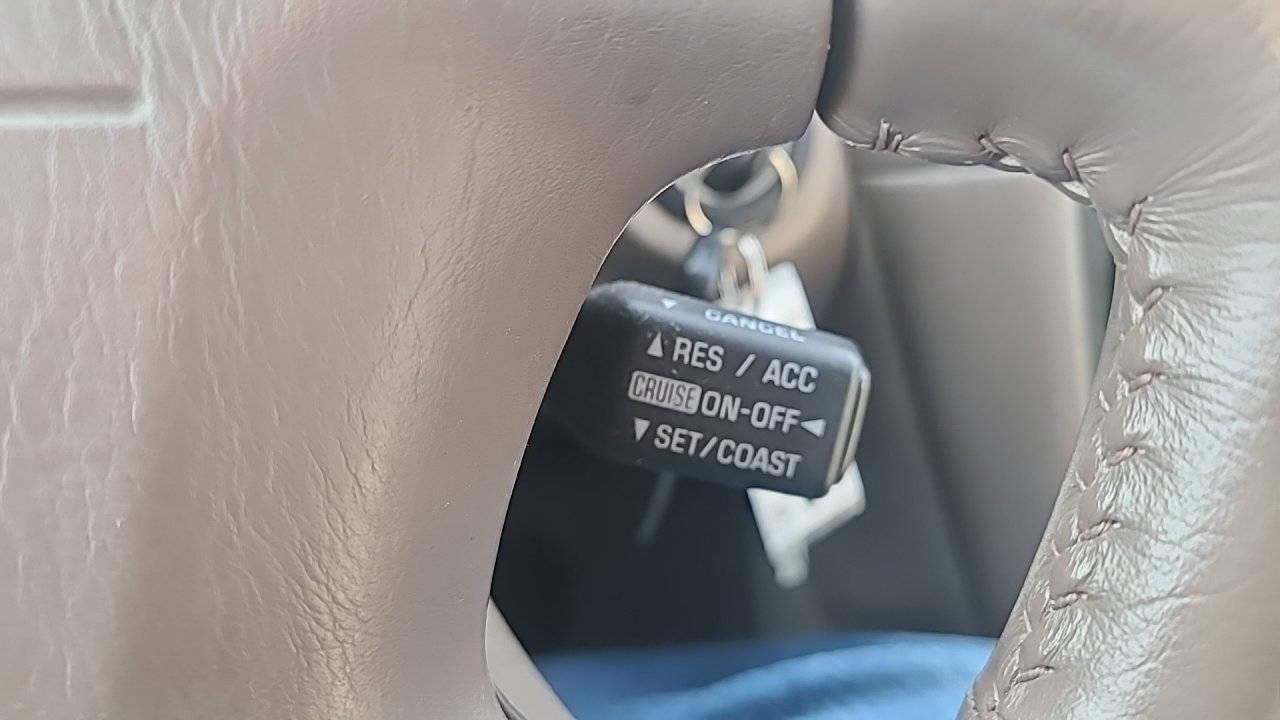 ◄ CANCEL
▲ RES / ACC
CRUISE ON-OFF ◄
▼ SET/COAST